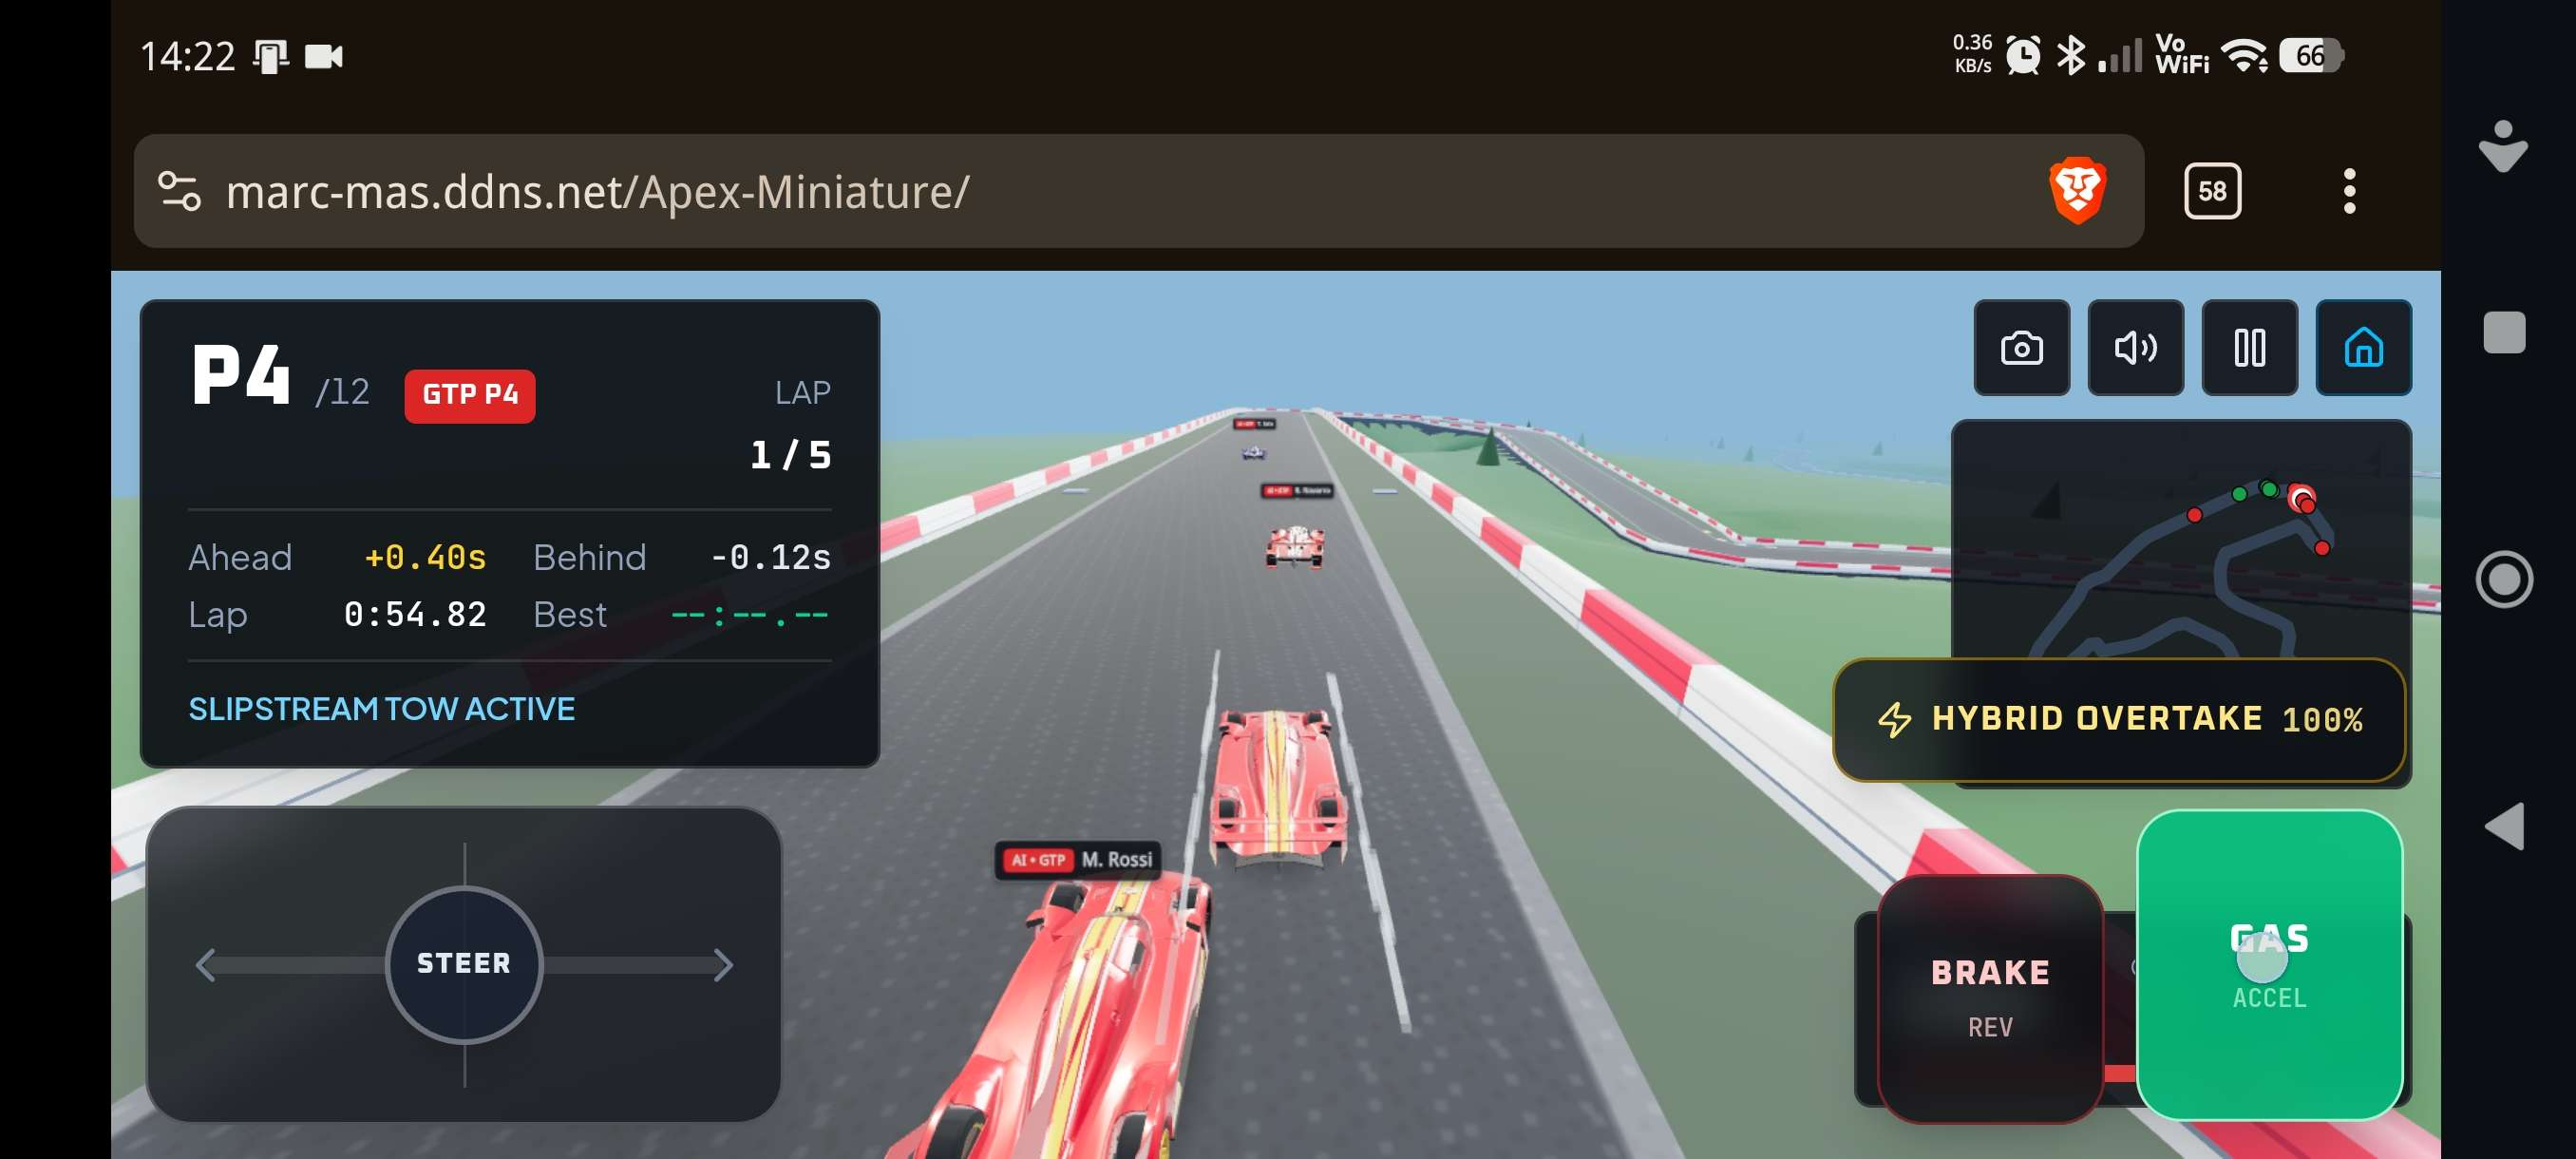 14:22
0.36
KB/s
Vo
WiFi
66
marc-mas.ddns.net/Apex-Miniature/
58
P4 /12 GTP P4 LAP
1 / 5
Ahead +0.40s Behind -0.12s
Lap 0:54.82 Best --:--.--
SLIPSTREAM TOW ACTIVE
HYBRID OVERTAKE 100%
AI • GTP M. Rossi
STEER
BRAKE
REV
GAS
ACCEL